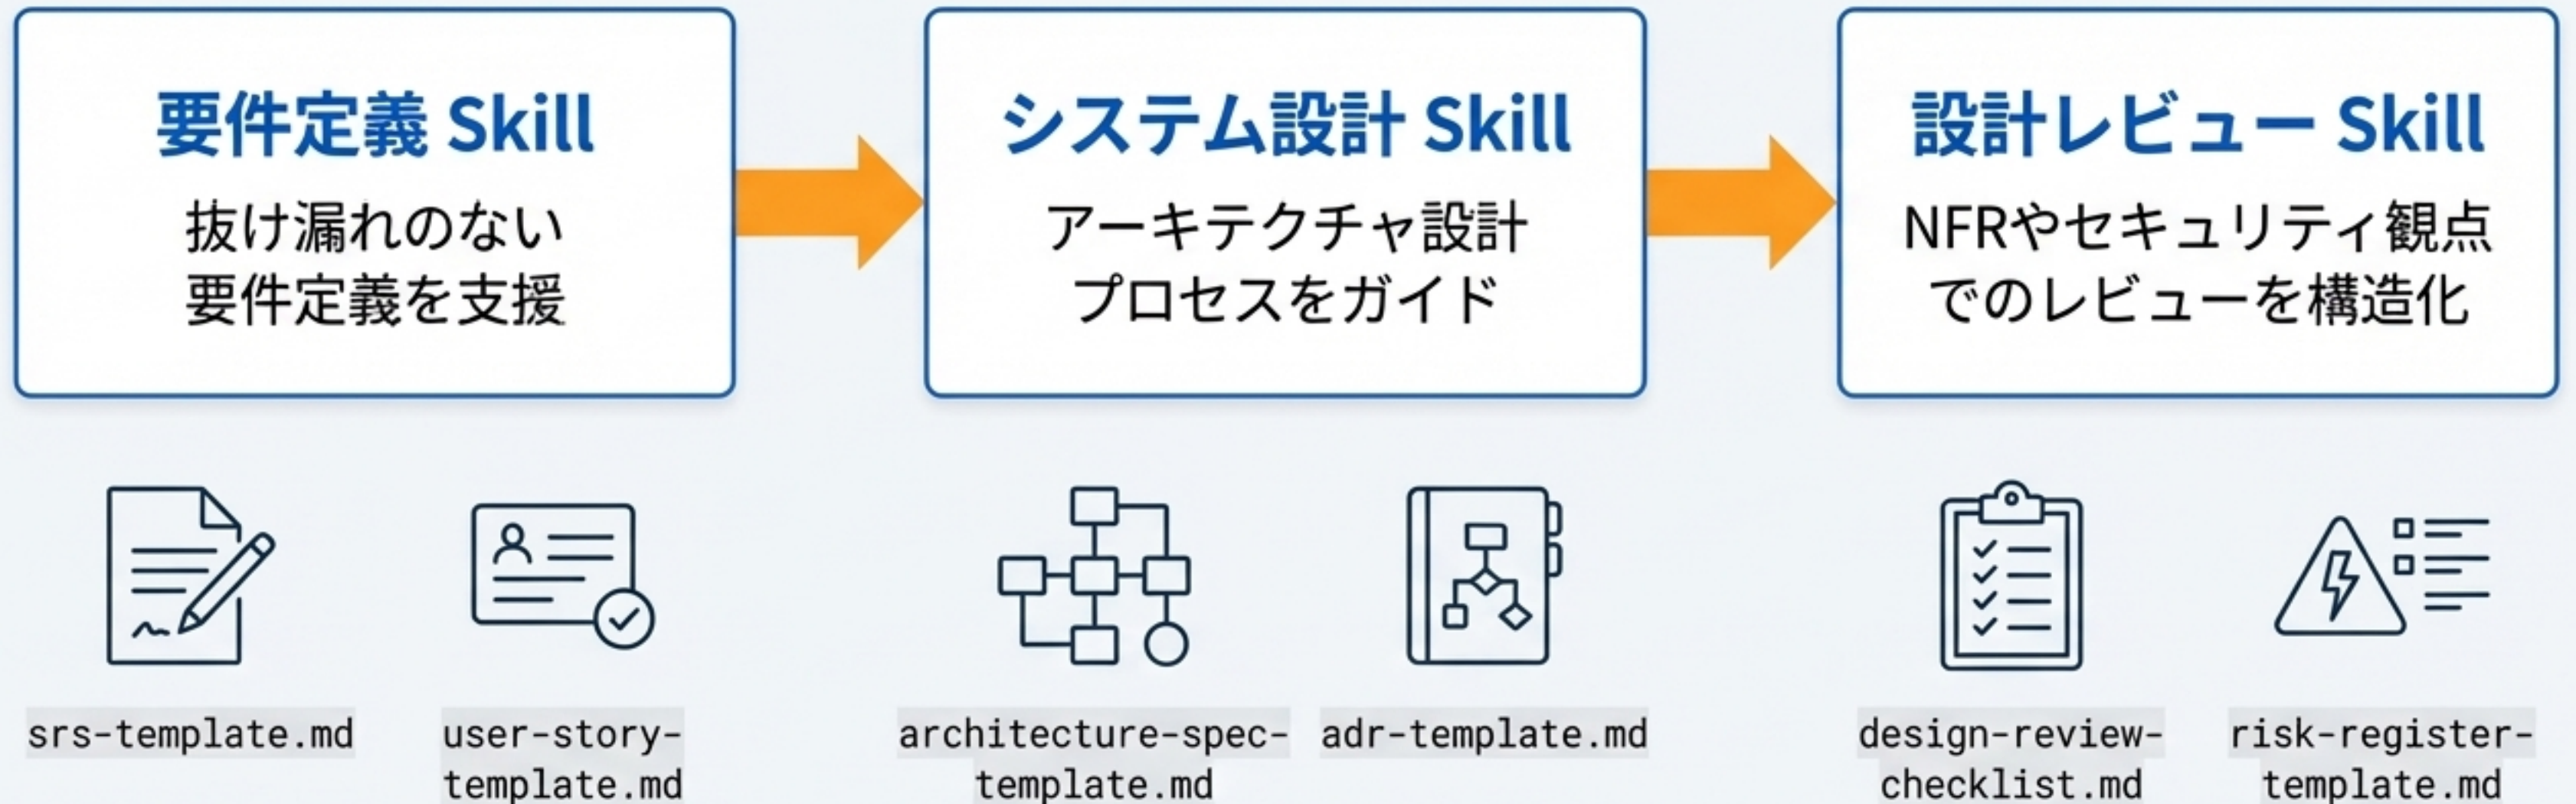 要件定義 Skill
抜け漏れのない
要件定義を支援
システム設計 Skill
アーキテクチャ設計
プロセスをガイド
設計レビュー Skill
NFRやセキュリティ観点
でのレビューを構造化
srs-template.md
user-story-
template.md
architecture-spec-
template.md
adr-template.md
design-review-
checklist.md
risk-register-
template.md